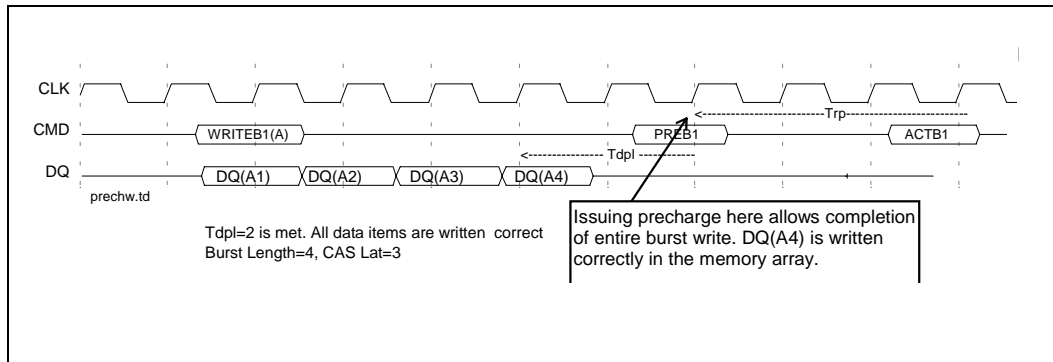 CLK
Trp
CMD
WRITEB1(A)
PREB1
ACTB1
Tdpl
DQ
DQ(A1)
DQ(A2)
DQ(A3)
DQ(A4)
prechw.td
Tdpl=2 is met. All data items are written correct
Burst Length=4, CAS Lat=3
Issuing precharge here allows completion
of entire burst write. DQ(A4) is written
correctly in the memory array.